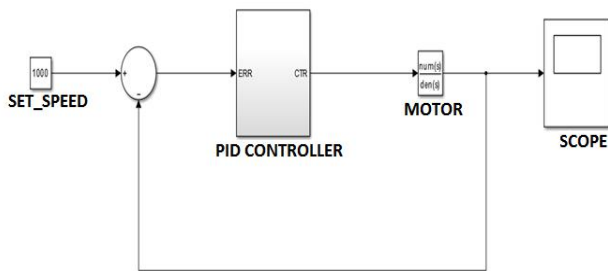 1000
+
-
SET_SPEED
ERR
CTR
PID CONTROLLER
num(s)
den(s)
MOTOR
SCOPE